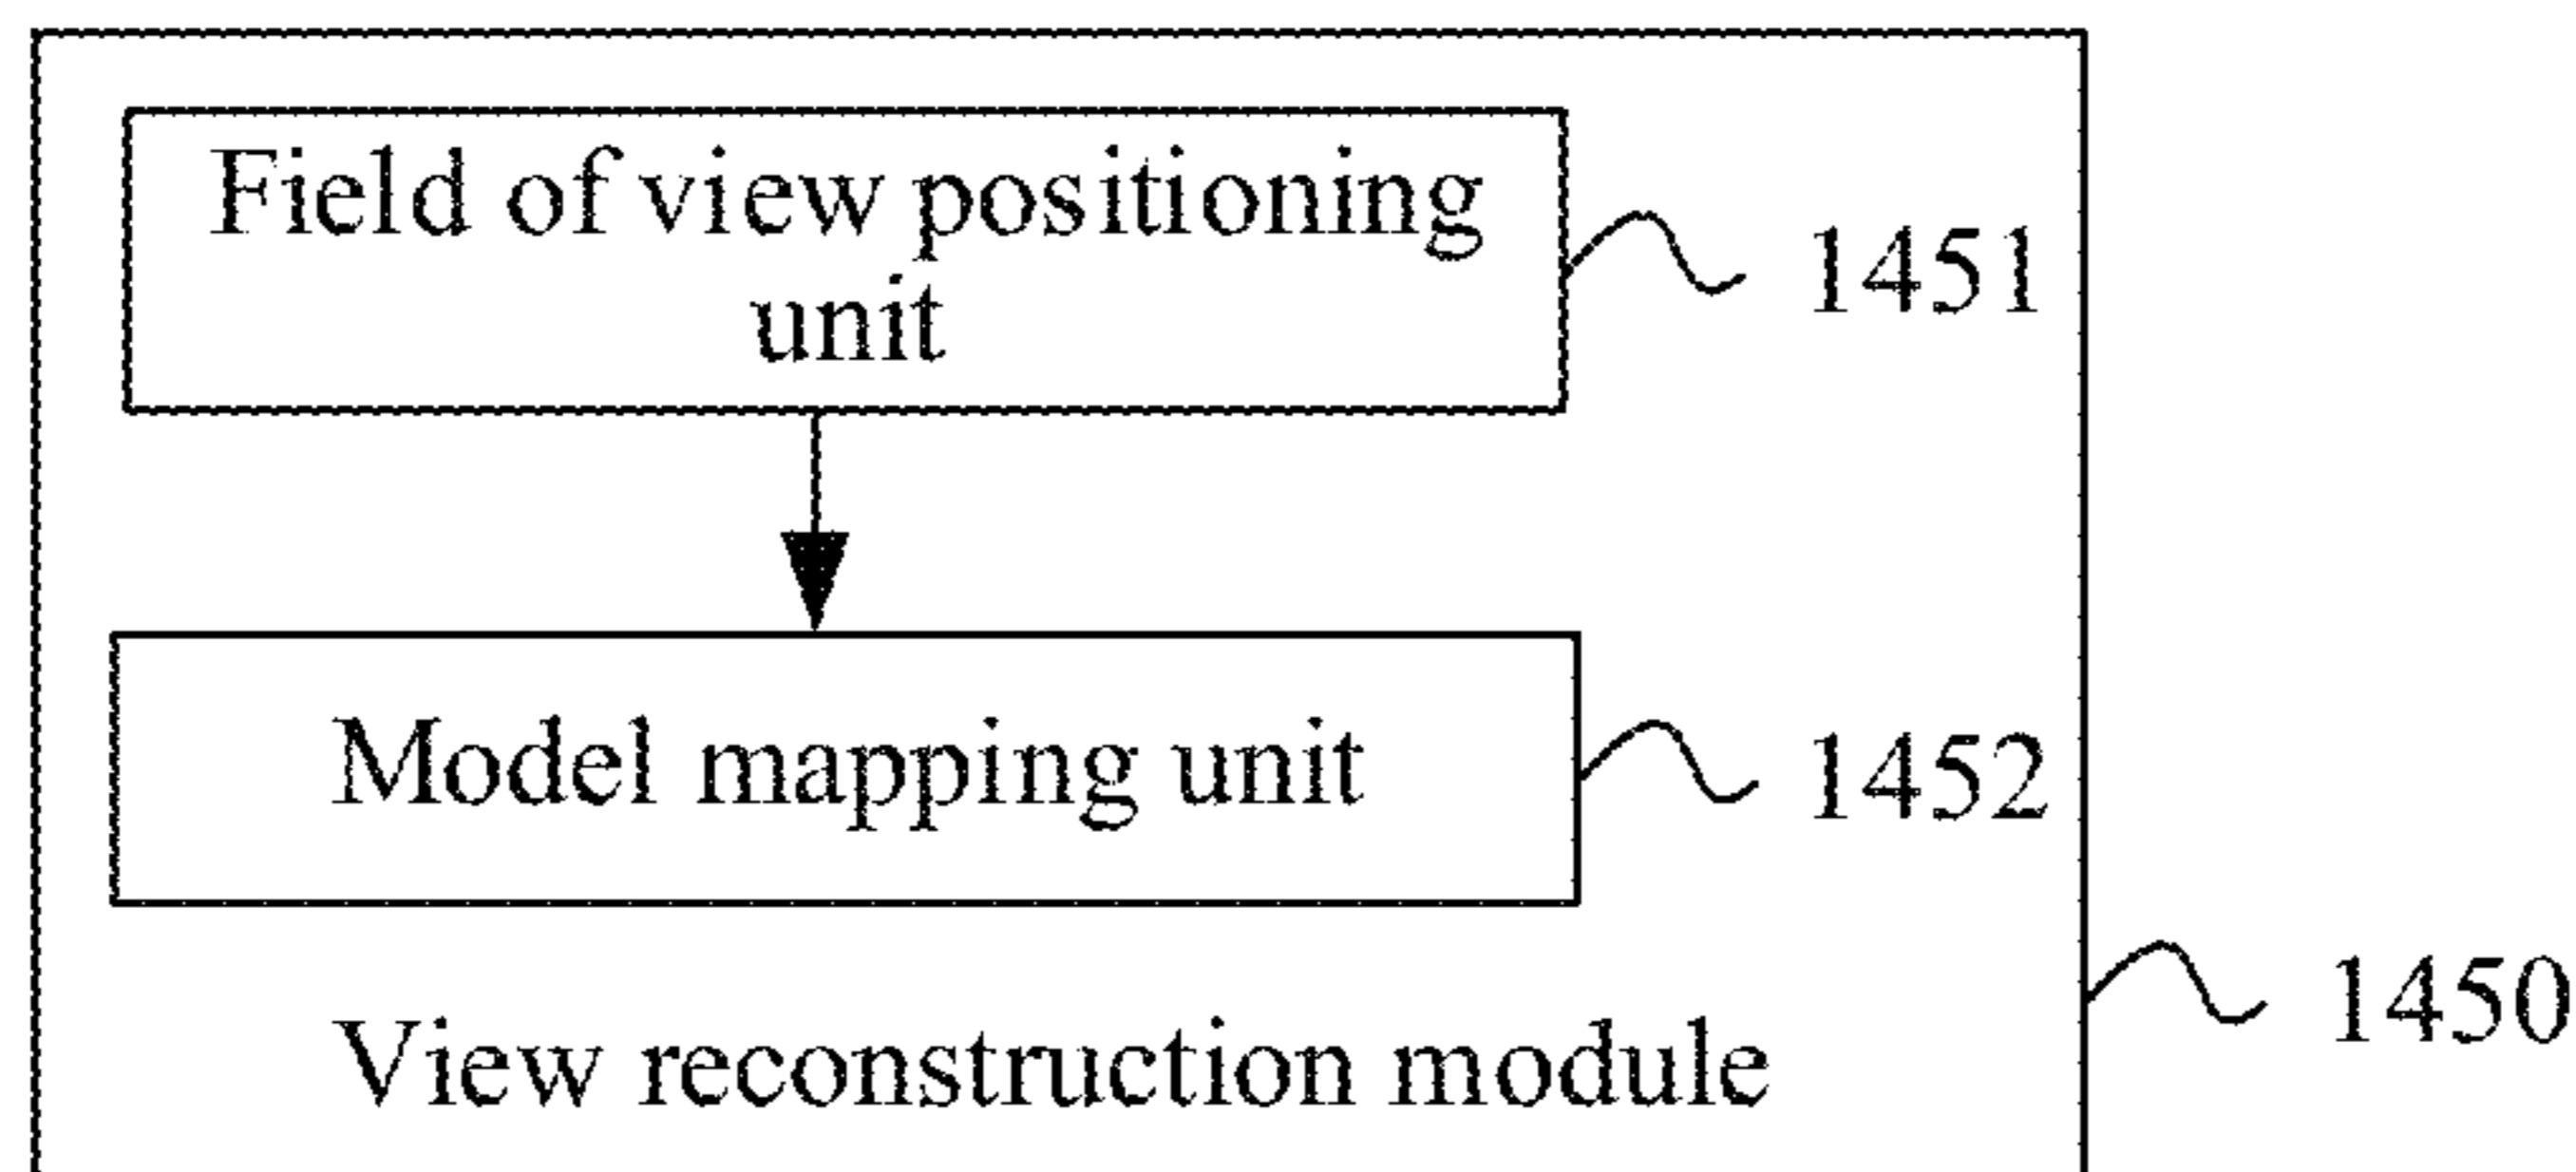 Field of view positioning
unit
1451
Model mapping unit
1452
1450
View reconstruction module